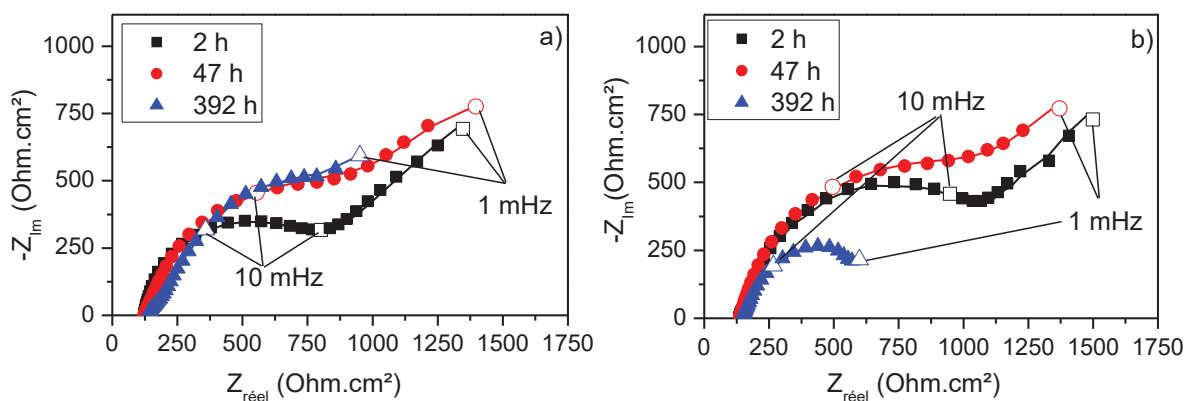 a)
2 h
47 h
392 h
10 mHz
1 mHz
-Z_Im (Ohm.cm²)
1000
750
500
250
0
0 250 500 750 1000 1250 1500 1750
Z_réel (Ohm.cm²)
b)
2 h
47 h
392 h
10 mHz
1 mHz
-Z_Im (Ohm.cm²)
1000
750
500
250
0
0 250 500 750 1000 1250 1500 1750
Z_réel (Ohm.cm²)